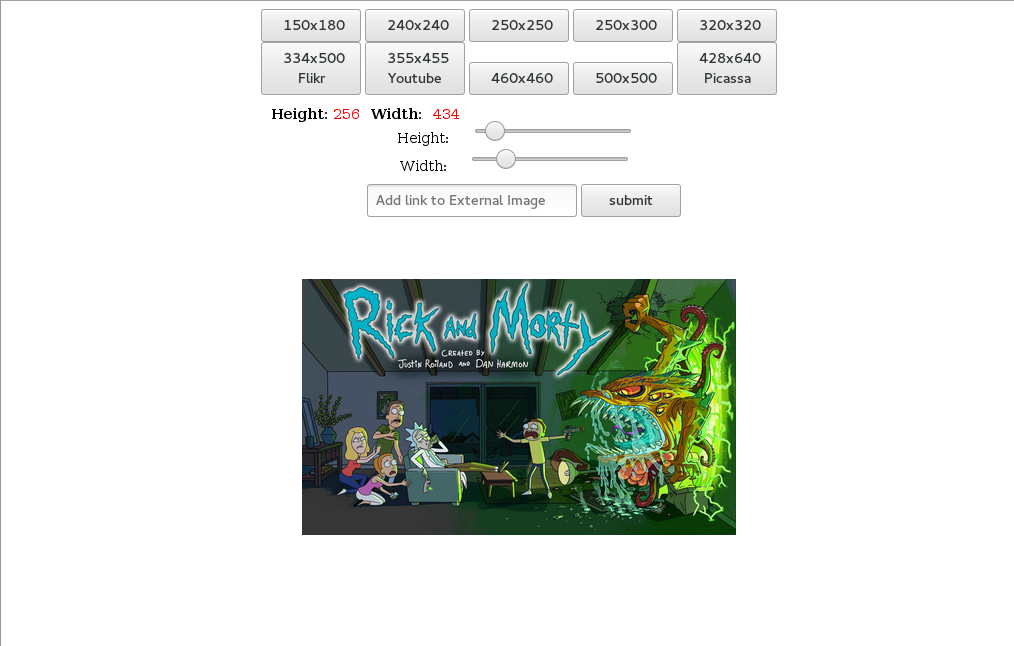 150x180 240x240 250x250 250x300 320x320
334x500 Flikr 355x455 Youtube 460x460 500x500 428x640 Picassa
Height: 256 Width: 434
Height:
Width:
Add link to External Image submit
Rick and Morty
Created by
Justin Roiland and Dan Harmon